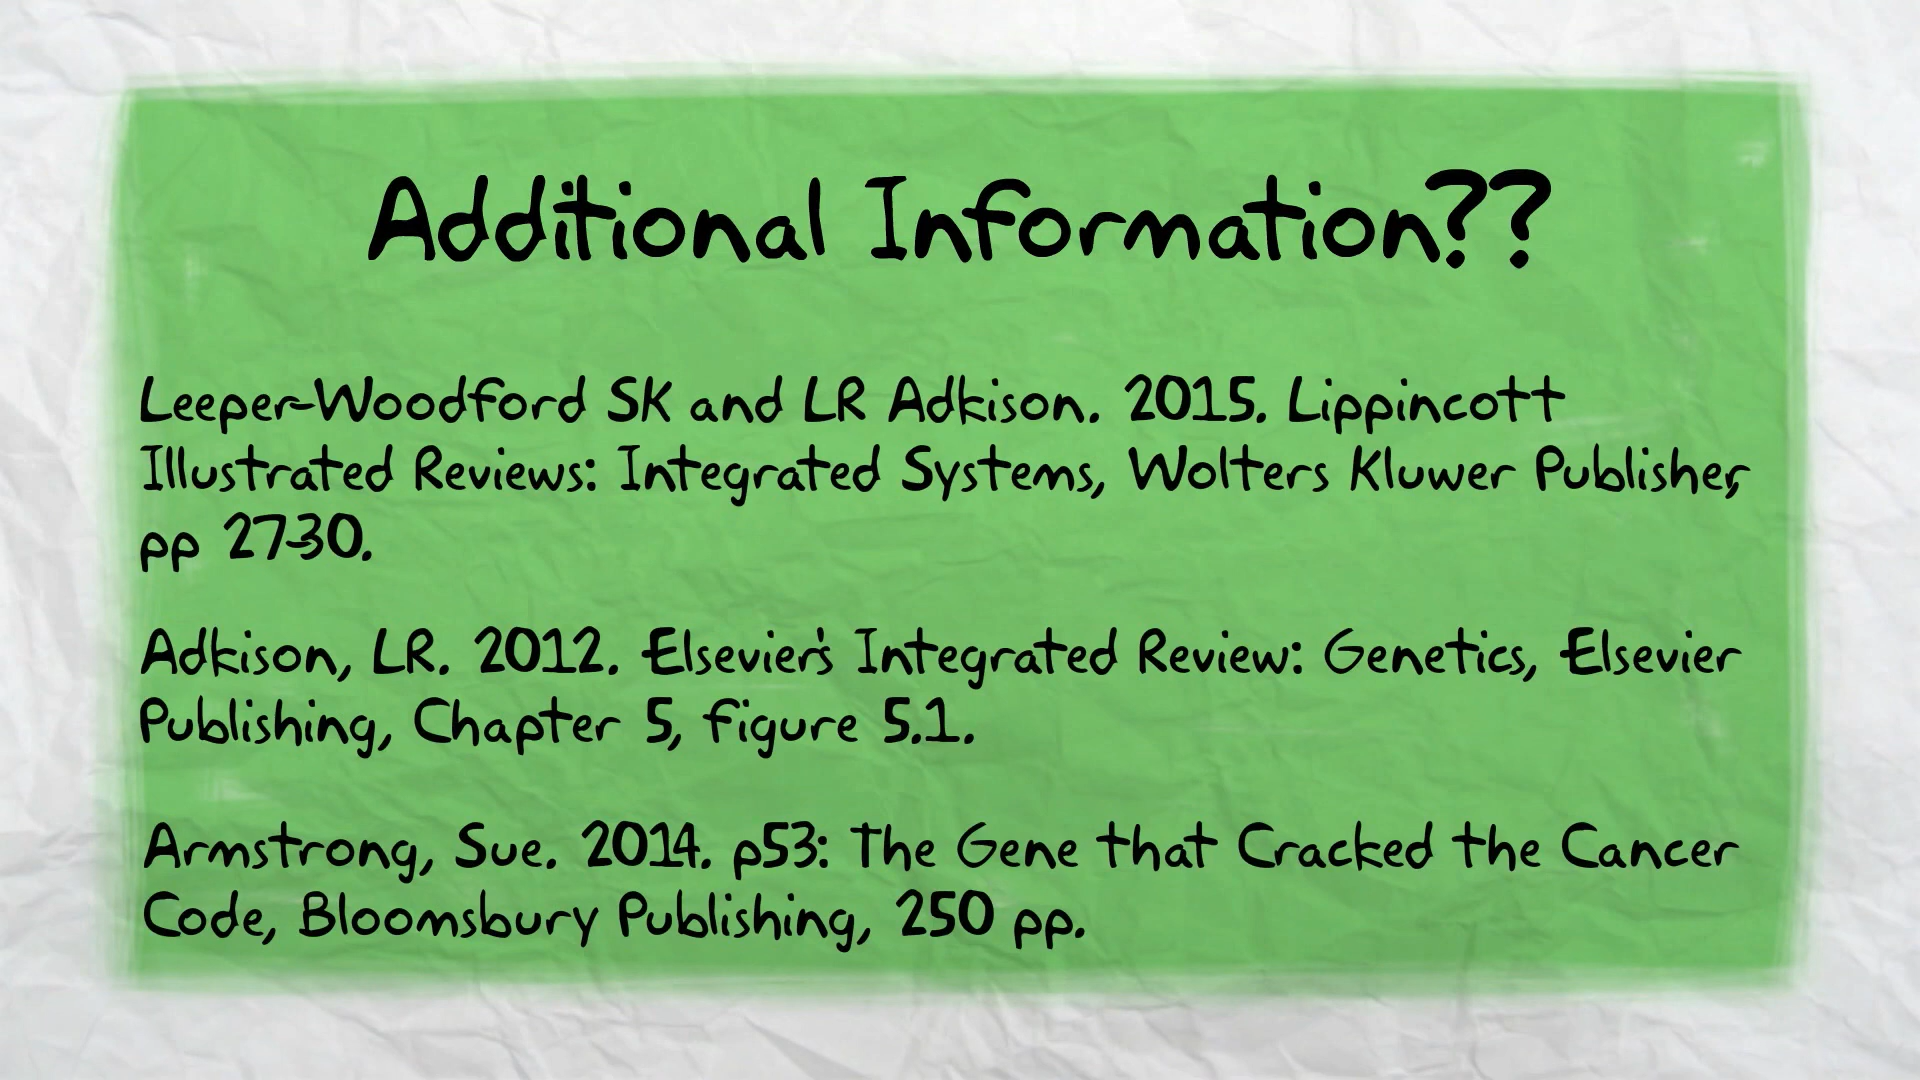 Additional Information??
Leeper-Woodford SK and LR Adkison. 2015. Lippincott
Illustrated Reviews: Integrated Systems, Wolters Kluwer Publisher,
pp 27-30.
Adkison, LR. 2012. Elsevier's Integrated Review: Genetics, Elsevier
Publishing, Chapter 5, figure 5.1.
Armstrong, Sue. 2014. p53: The Gene that Cracked the Cancer
Code, Bloomsbury Publishing, 250 pp.